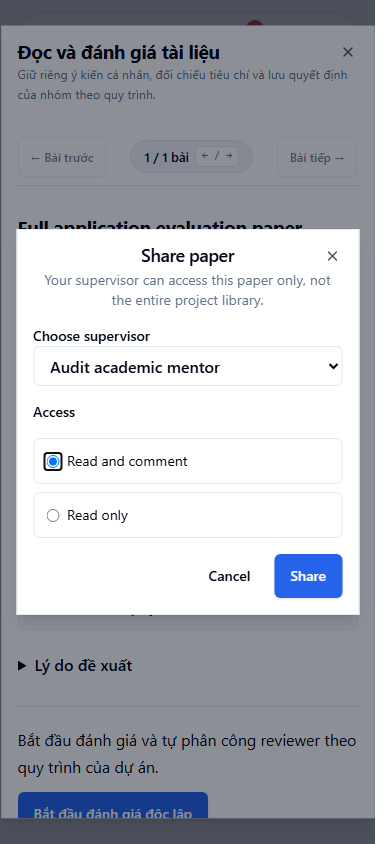 Đọc và đánh giá tài liệu
Giữ riêng ý kiến cá nhân, đối chiếu tiêu chí và lưu quyết định
của nhóm theo quy trình.
← Bài trước
1 / 1 bài
← / →
Bài tiếp →
Full application evaluation paper
Share paper
Your supervisor can access this paper only, not
the entire project library.
Choose supervisor
Audit academic mentor
Access
Read and comment
Read only
Cancel
Share
Lý do đề xuất
Bắt đầu đánh giá và tự phân công reviewer theo
quy trình của dự án.
Bắt đầu đánh giá độc lập